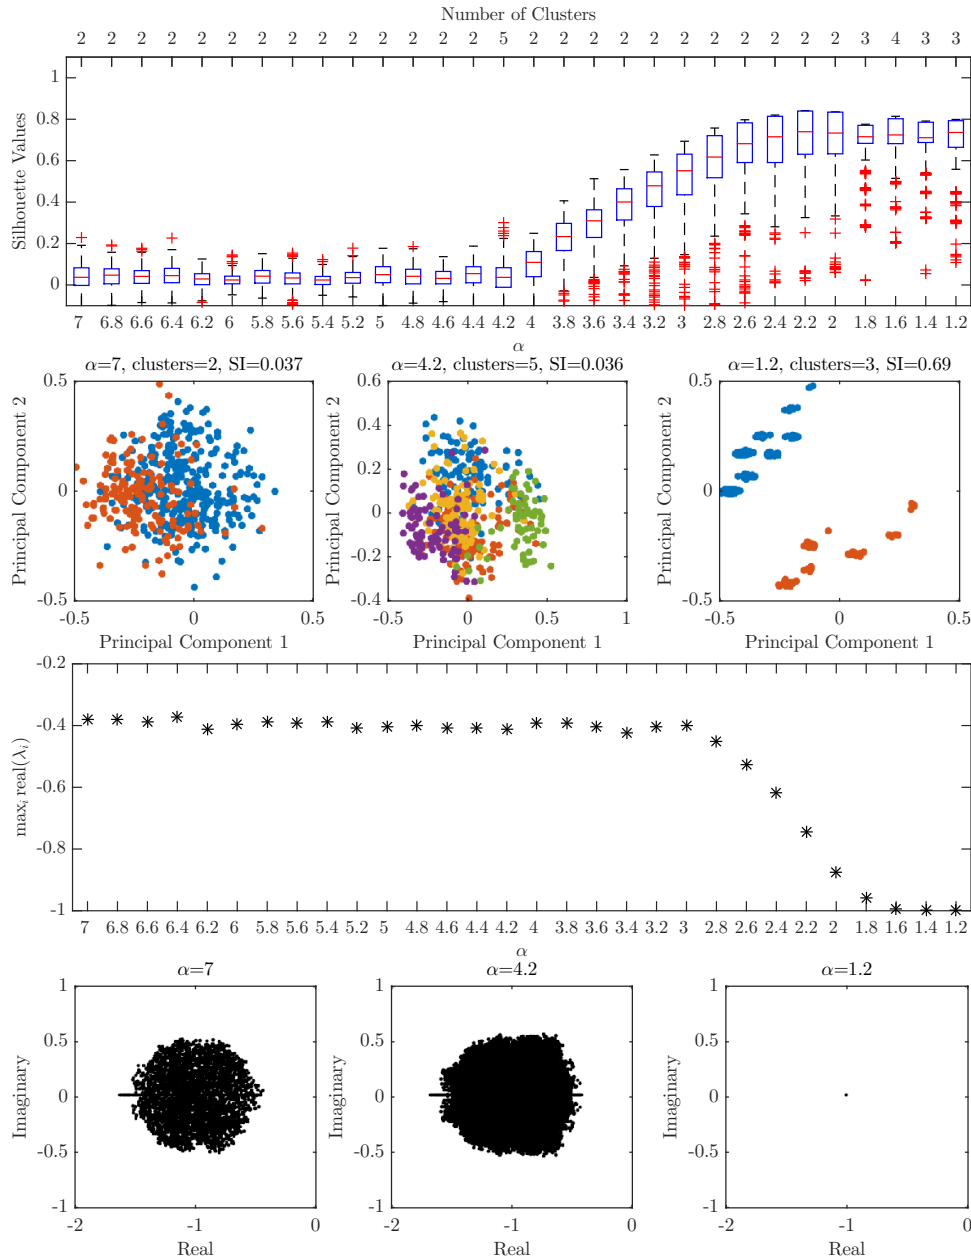 Number of Clusters
2 2 2 2 2 2 2 2 2 2 2 2 2 2 5 2 2 2 2 2 2 2 2 2 2 2 3 4 3 3
1
0.8
0.6
0.4
0.2
0
Silhouette Values
7 6.8 6.6 6.4 6.2 6 5.8 5.6 5.4 5.2 5 4.8 4.6 4.4 4.2 4 3.8 3.6 3.4 3.2 3 2.8 2.6 2.4 2.2 2 1.8 1.6 1.4 1.2
α
α=7, clusters=2, SI=0.037
0.5
0
-0.5
Principal Component 2
-0.5 0 0.5
Principal Component 1
α=4.2, clusters=5, SI=0.036
0.6
0.4
0.2
0
-0.2
-0.4
Principal Component 2
-0.5 0 0.5 1
Principal Component 1
α=1.2, clusters=3, SI=0.69
0.5
0
-0.5
Principal Component 2
-0.5 0 0.5
Principal Component 1
-0.2
-0.4
-0.6
-0.8
-1
max_i real(λ_i)
7 6.8 6.6 6.4 6.2 6 5.8 5.6 5.4 5.2 5 4.8 4.6 4.4 4.2 4 3.8 3.6 3.4 3.2 3 2.8 2.6 2.4 2.2 2 1.8 1.6 1.4 1.2
α
α=7
1
0.5
0
-0.5
-1
Imaginary
-2 -1 0
Real
α=4.2
1
0.5
0
-0.5
-1
Imaginary
-2 -1 0
Real
α=1.2
1
0.5
0
-0.5
-1
Imaginary
-2 -1 0
Real